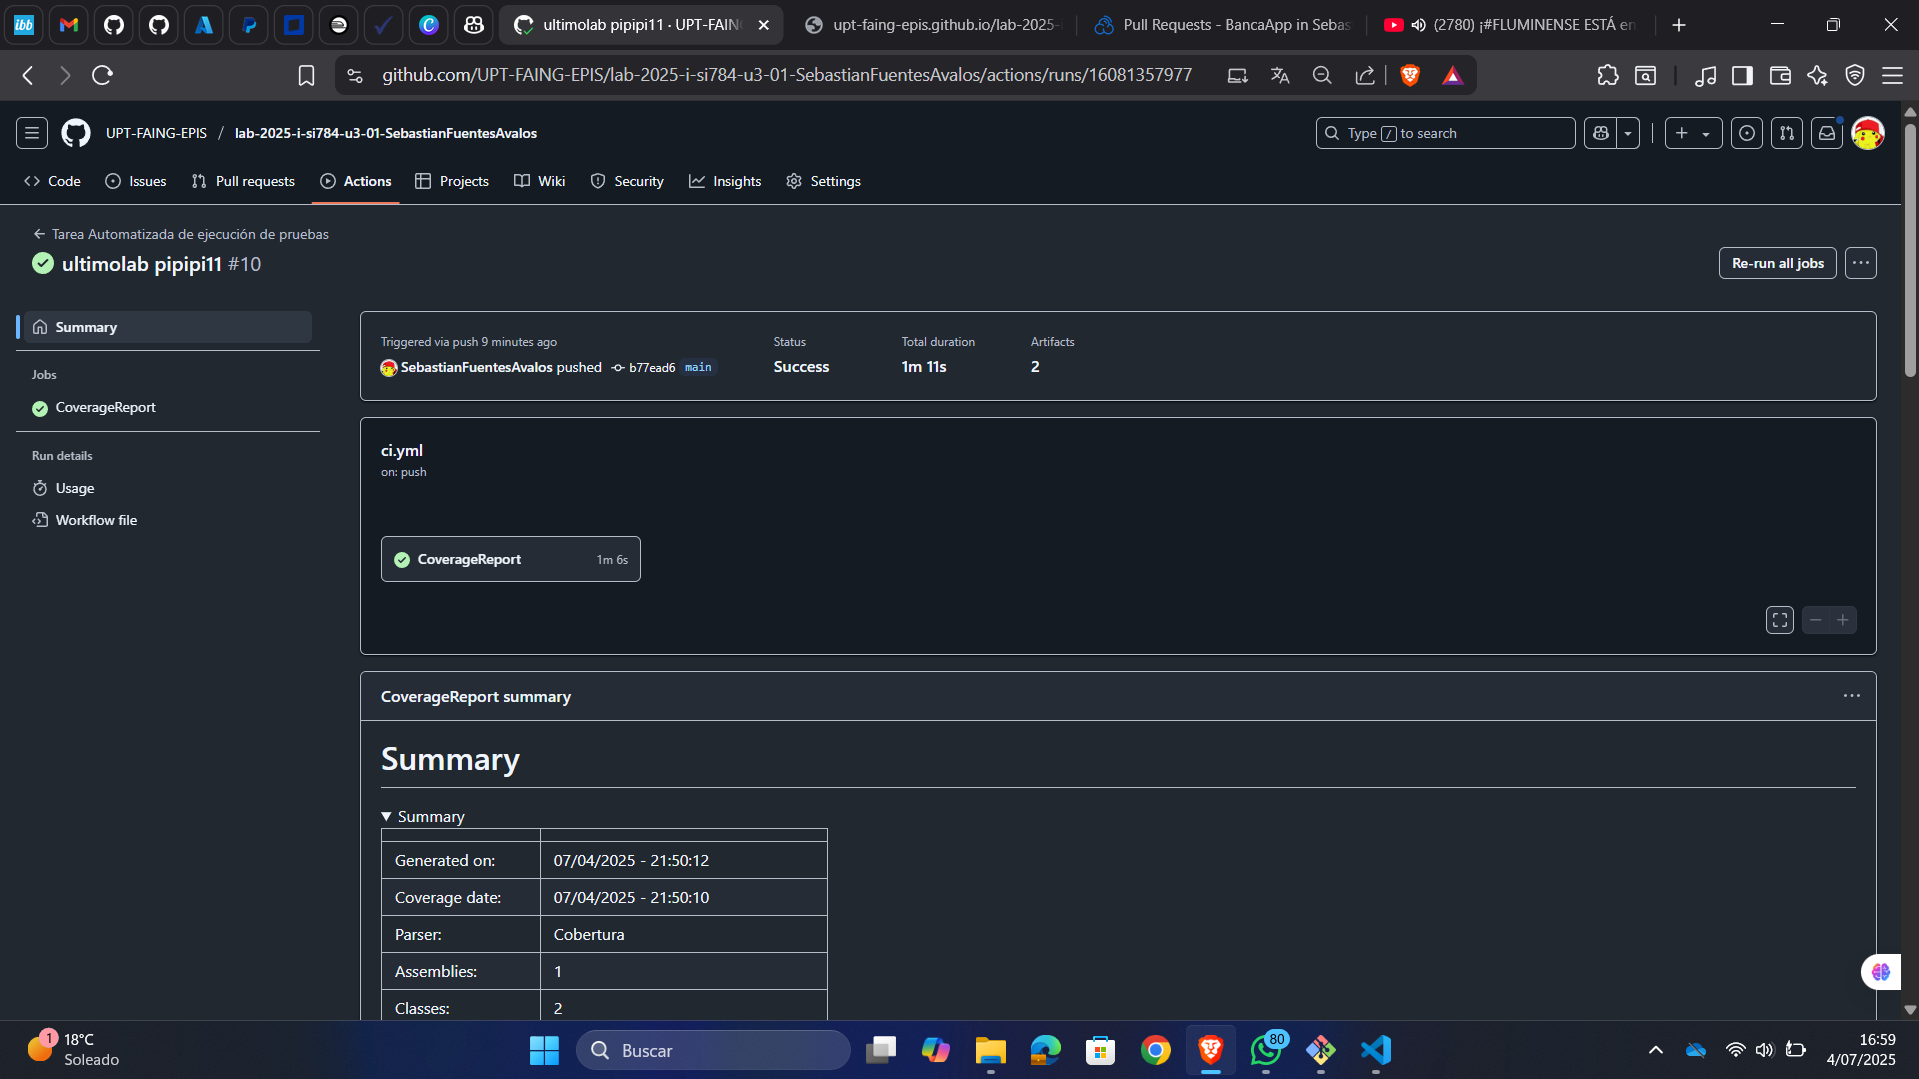 ultimolab pipipi11 · UPT-FAIN
upt-faing-epis.github.io/lab-2025-
Pull Requests - BancaApp in Sebas
(2780) ¡#FLUMINENSE ESTÁ en
github.com/UPT-FAING-EPIS/lab-2025-i-si784-u3-01-SebastianFuentesAvalos/actions/runs/16081357977
UPT-FAING-EPIS / lab-2025-i-si784-u3-01-SebastianFuentesAvalos
Type / to search
Code
Issues
Pull requests
Actions
Projects
Wiki
Security
Insights
Settings
Tarea Automatizada de ejecución de pruebas
ultimolab pipipi11 #10
Re-run all jobs
Summary
Jobs
CoverageReport
Run details
Usage
Workflow file
Triggered via push 9 minutes ago
SebastianFuentesAvalos pushed b77ead6 main
Status
Success
Total duration
1m 11s
Artifacts
2
ci.yml
on: push
CoverageReport 1m 6s
CoverageReport summary
Summary
Summary
Generated on: 07/04/2025 - 21:50:12
Coverage date: 07/04/2025 - 21:50:10
Parser: Cobertura
Assemblies: 1
Classes: 2
1
18°C
Soleado
Buscar
80
16:59
4/07/2025